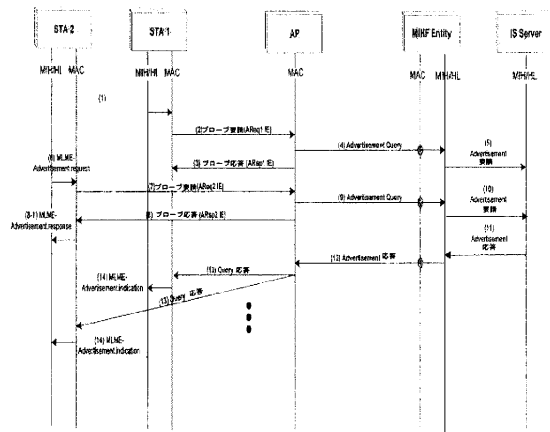 STA-2
STA-1
AP
MIHF Entity
IS Server
MIH/HL MAC
MIH/HL MAC
MAC
MAC
MIH/HL
MIH/HL
(1)
(2)プローブ要請(AReq1 IE)
(4) Advertisement Query
(5)
Advertisement
要請
(3) プローブ応答 (ARsp1 IE)
(6) MLME-
Advertisement.request
(7)プローブ要請(AReq2 IE)
(9) Advertisement Query
(10)
Advertisement
要請
(8) プローブ応答 (ARsp2 IE)
(8-1) MLME-
Advertisement.response
(11)
Advertisement
応答
(12) Advertisement 応答
(13) Query 応答
(14) MLME-
Advertisement.indication
(13) Query 応答
(14) MLME-
Advertisement.indication